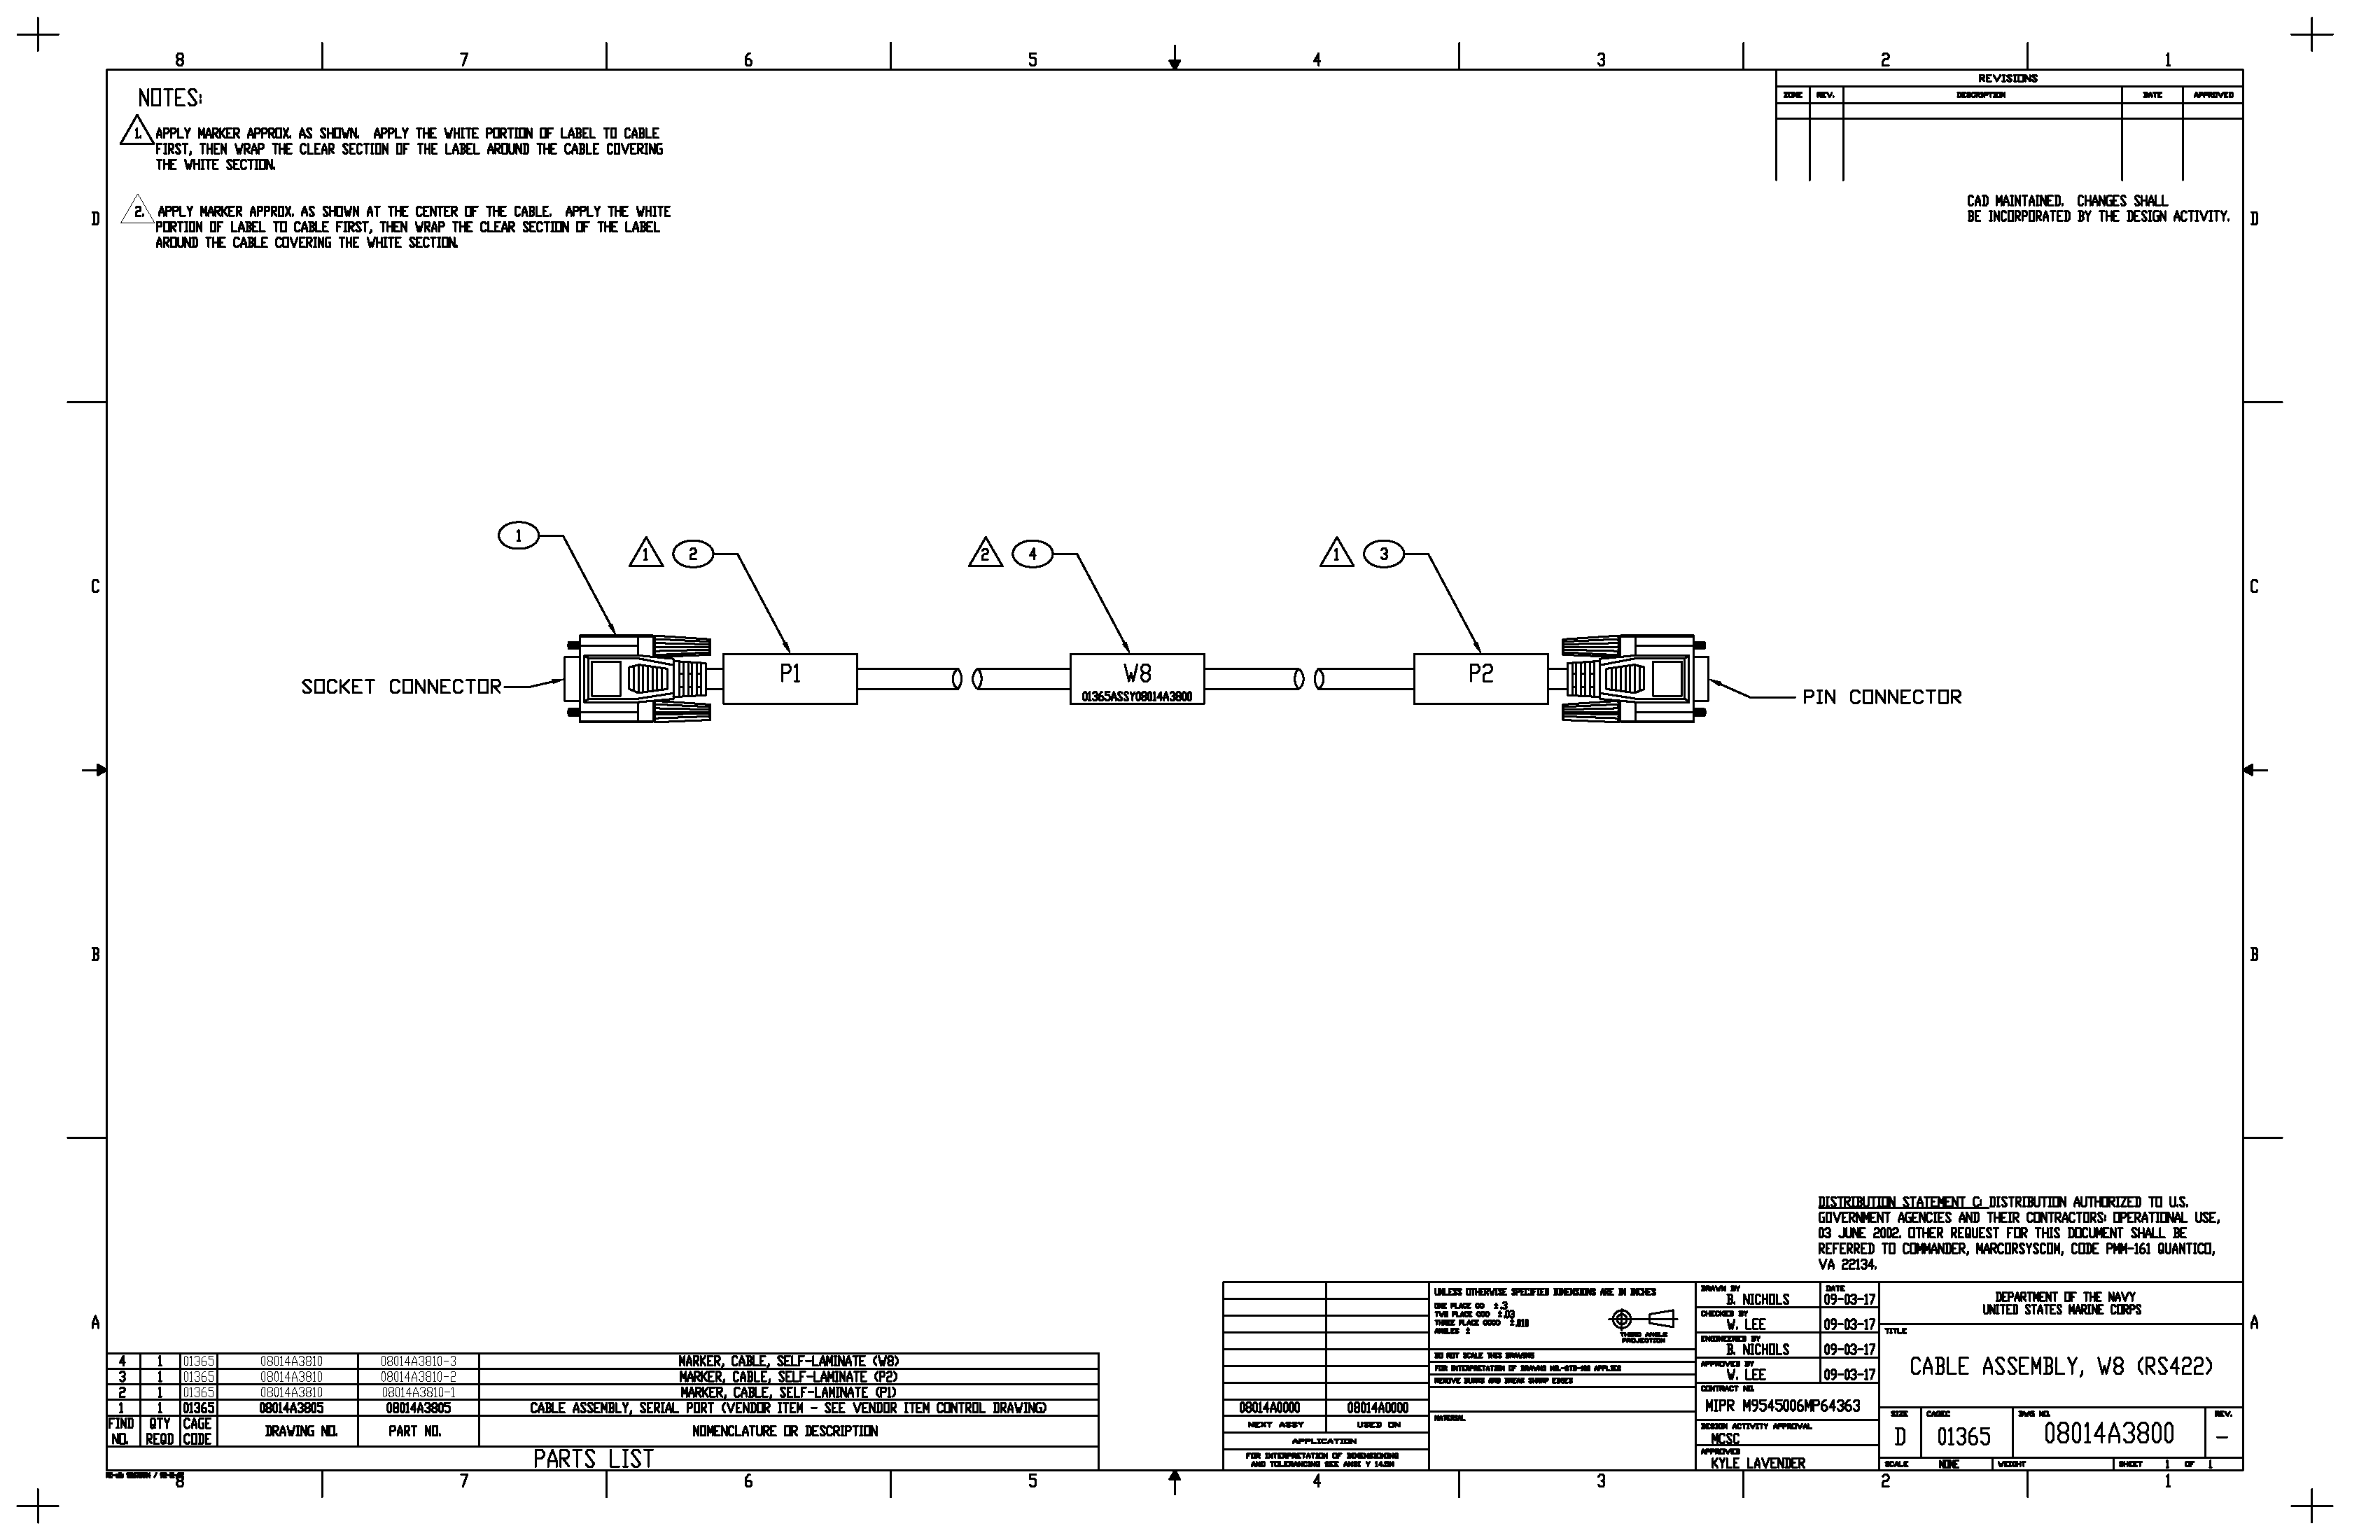 8 7 6 5 4 3 2 1
NOTES:
1. APPLY MARKER APPROX. AS SHOWN. APPLY THE WHITE PORTION OF LABEL TO CABLE
FIRST, THEN WRAP THE CLEAR SECTION OF THE LABEL AROUND THE CABLE COVERING
THE WHITE SECTION.
2. APPLY MARKER APPROX. AS SHOWN AT THE CENTER OF THE CABLE. APPLY THE WHITE
PORTION OF LABEL TO CABLE FIRST, THEN WRAP THE CLEAR SECTION OF THE LABEL
AROUND THE CABLE COVERING THE WHITE SECTION.
REVISIONS
ZONE REV. DESCRIPTION DATE APPROVED
CAD MAINTAINED. CHANGES SHALL
BE INCORPORATED BY THE DESIGN ACTIVITY.
D D
1 1 2 2 4 1 3
C C
SOCKET CONNECTOR
P1
W8
01365ASSY08014A3800
P2
PIN CONNECTOR
B B
DISTRIBUTION STATEMENT C: DISTRIBUTION AUTHORIZED TO U.S.
GOVERNMENT AGENCIES AND THEIR CONTRACTORS: OPERATIONAL USE,
03 JUNE 2002. OTHER REQUEST FOR THIS DOCUMENT SHALL BE
REFERRED TO COMMANDER, MARCORSYSCOM, CODE PMM-161 QUANTICO,
VA 22134.
A A
4 1 01365 08014A3810 08014A3810-3 MARKER, CABLE, SELF-LAMINATE (W8)
3 1 01365 08014A3810 08014A3810-2 MARKER, CABLE, SELF-LAMINATE (P2)
2 1 01365 08014A3810 08014A3810-1 MARKER, CABLE, SELF-LAMINATE (P1)
1 1 01365 08014A3805 08014A3805 CABLE ASSEMBLY, SERIAL PORT (VENDOR ITEM - SEE VENDOR ITEM CONTROL DRAWING)
FIND NO. QTY REQD CAGE CODE DRAWING NO. PART NO. NOMENCLATURE OR DESCRIPTION
PARTS LIST
08014A0000 08014A0000
NEXT ASSY USED ON
APPLICATION
FOR INTERPRETATION OF DIMENSIONING
AND TOLERANCING SEE ANSI Y 14.5M
UNLESS OTHERWISE SPECIFIED DIMENSIONS ARE IN INCHES
ONE PLACE ±.3
TWO PLACE ±.03
THREE PLACE ±.010
ANGLES ±
THIRD ANGLE
PROJECTION
DO NOT SCALE THIS DRAWING
FOR INTERPRETATION OF DRAWING MIL-STD-100 APPLIES
REMOVE BURRS AND BREAK SHARP EDGES
MATERIAL
DRAWN BY DATE
B. NICHOLS 09-03-17
CHECKED BY
W. LEE 09-03-17
ENGINEERED BY
B. NICHOLS 09-03-17
APPROVED BY
W. LEE 09-03-17
CONTRACT NO.
MIPR M9545006MP64363
DESIGN ACTIVITY APPROVAL
MCSC
APPROVED
KYLE LAVENDER
DEPARTMENT OF THE NAVY
UNITED STATES MARINE CORPS
TITLE
CABLE ASSEMBLY, W8 (RS422)
SIZE CAGEC DWG NO. REV.
D 01365 08014A3800 -
SCALE NONE WEIGHT SHEET 1 OF 1
8 7 6 5 4 3 2 1